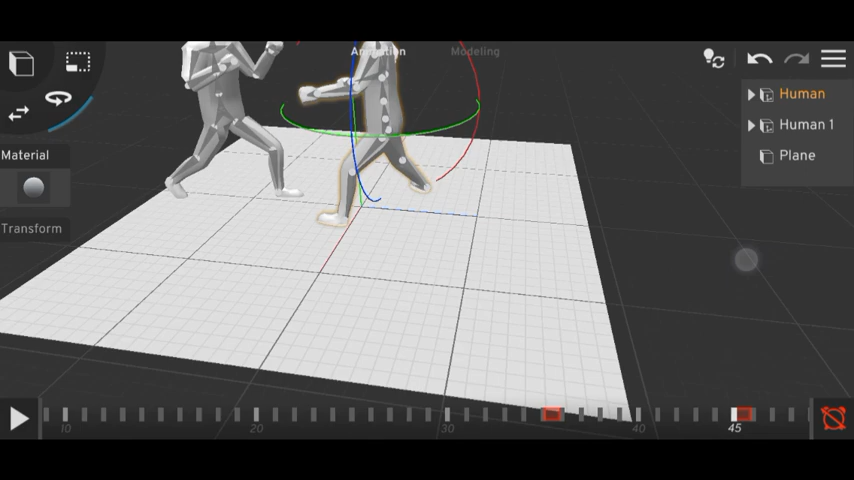 Animation
Modeling
Human
Human 1
Plane
Material
Transform
10
20
30
40
45